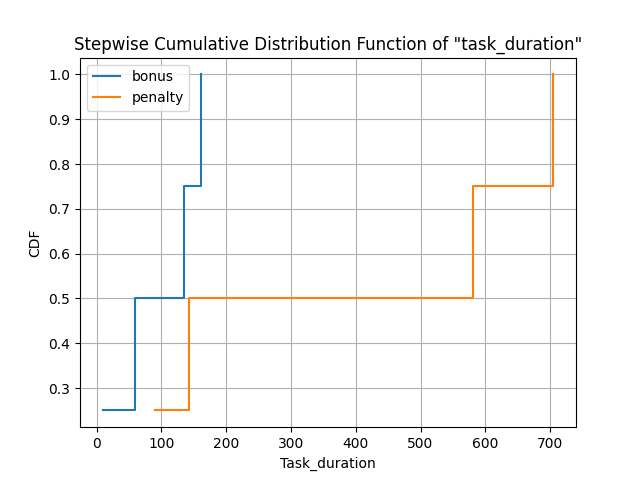 Stepwise Cumulative Distribution Function of "task_duration"
bonus
penalty
1.0
0.9
0.8
0.7
0.6
0.5
0.4
0.3
CDF
0 100 200 300 400 500 600 700
Task_duration